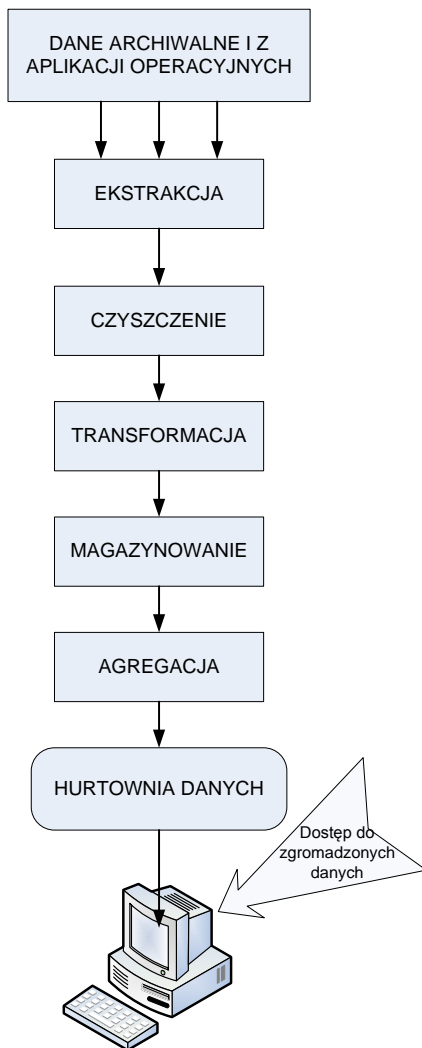 DANE ARCHIWALNE I Z
APLIKACJI OPERACYJNYCH
EKSTRAKCJA
CZYSZCZENIE
TRANSFORMACJA
MAGAZYNOWANIE
AGREGACJA
HURTOWNIA DANYCH
Dostęp do
zgromadzonych
danych